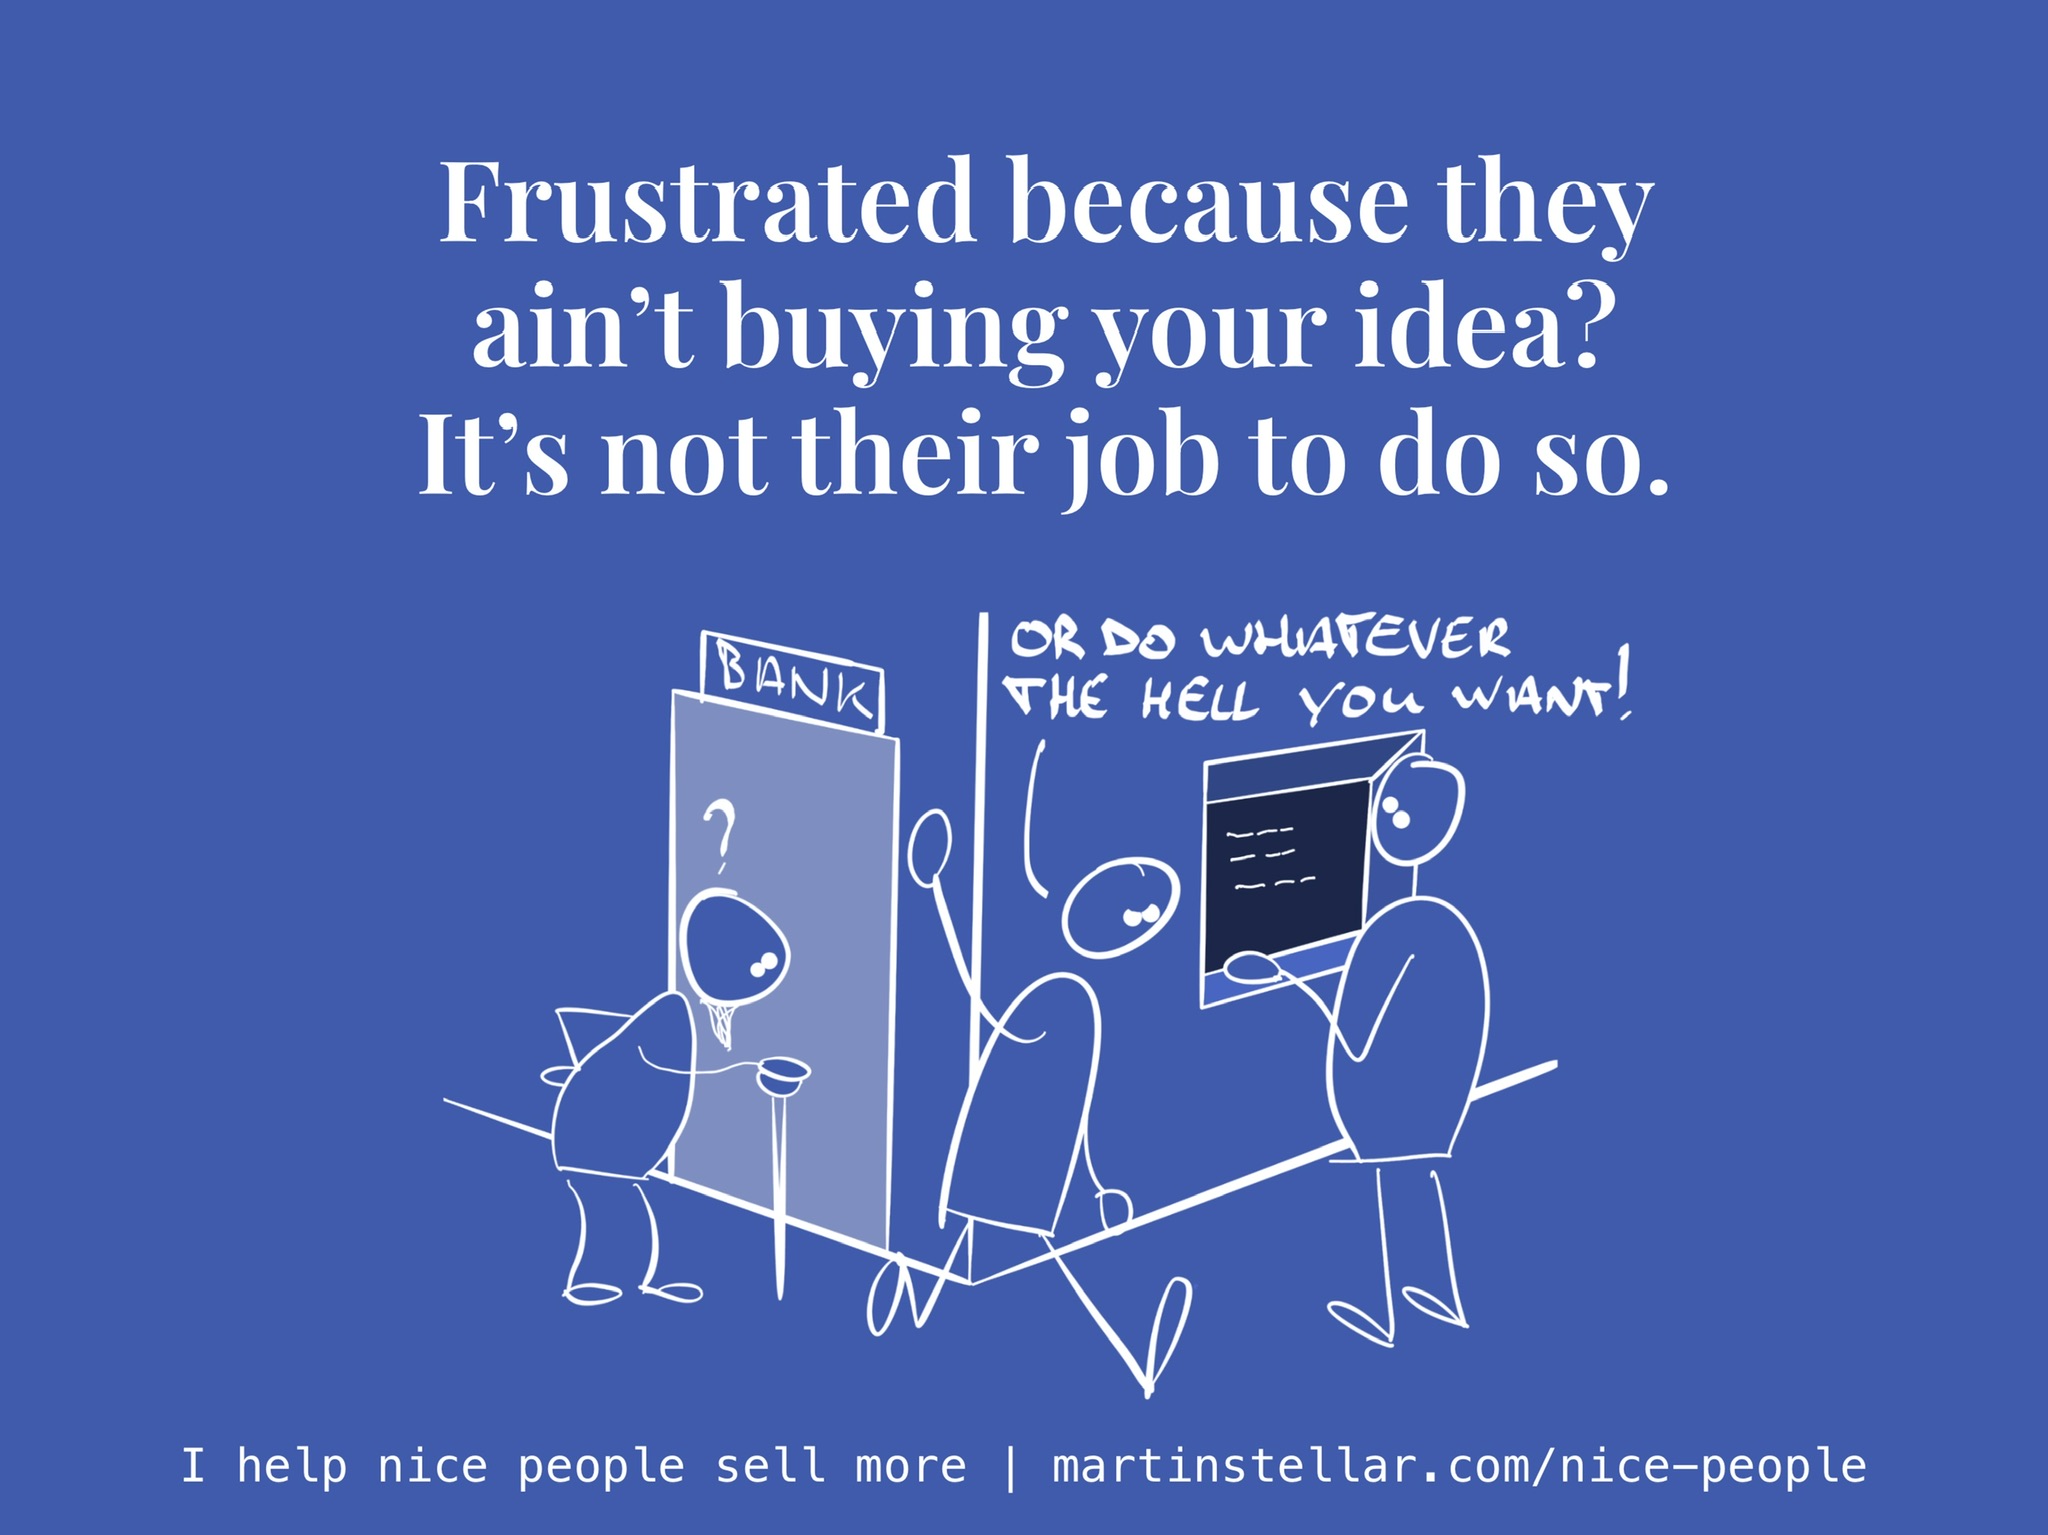 Frustrated because they
ain’t buying your idea?
It’s not their job to do so.
BANK
OR DO WHATEVER
THE HELL YOU WANT!
?
I help nice people sell more | martinstellar.com/nice-people